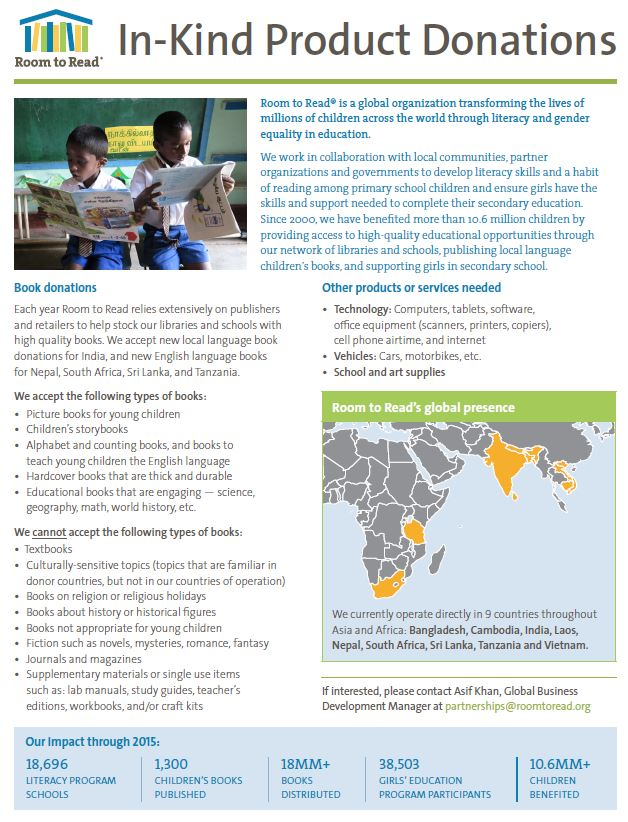 Room to Read®
In-Kind Product Donations
நாக்கில்லா
Room to Read® is a global organization transforming the lives of
millions of children across the world through literacy and gender
equality in education.
We work in collaboration with local communities, partner
organizations and governments to develop literacy skills and a habit
of reading among primary school children and ensure girls have the
skills and support needed to complete their secondary education.
Since 2000, we have benefited more than 10.6 million children by
providing access to high-quality educational opportunities through
our network of libraries and schools, publishing local language
children's books, and supporting girls in secondary school.
Book donations
Each year Room to Read relies extensively on publishers
and retailers to help stock our libraries and schools with
high quality books. We accept new local language book
donations for India, and new English language books
for Nepal, South Africa, Sri Lanka, and Tanzania.
We accept the following types of books:
• Picture books for young children
• Children's storybooks
• Alphabet and counting books, and books to
teach young children the English language
• Hardcover books that are thick and durable
• Educational books that are engaging — science,
geography, math, world history, etc.
We cannot accept the following types of books:
• Textbooks
• Culturally-sensitive topics (topics that are familiar in
donor countries, but not in our countries of operation)
• Books on religion or religious holidays
• Books about history or historical figures
• Books not appropriate for young children
• Fiction such as novels, mysteries, romance, fantasy
• Journals and magazines
• Supplementary materials or single use items
such as: lab manuals, study guides, teacher's
editions, workbooks, and/or craft kits
Other products or services needed
• Technology: Computers, tablets, software,
office equipment (scanners, printers, copiers),
cell phone airtime, and internet
• Vehicles: Cars, motorbikes, etc.
• School and art supplies
Room to Read's global presence
We currently operate directly in 9 countries throughout
Asia and Africa: Bangladesh, Cambodia, India, Laos,
Nepal, South Africa, Sri Lanka, Tanzania and Vietnam.
If interested, please contact Asif Khan, Global Business
Development Manager at partnerships@roomtoread.org
Our Impact through 2015:
18,696
LITERACY PROGRAM
SCHOOLS
1,300
CHILDREN'S BOOKS
PUBLISHED
18MM+
BOOKS
DISTRIBUTED
38,503
GIRLS' EDUCATION
PROGRAM PARTICIPANTS
10.6MM+
CHILDREN
BENEFITED